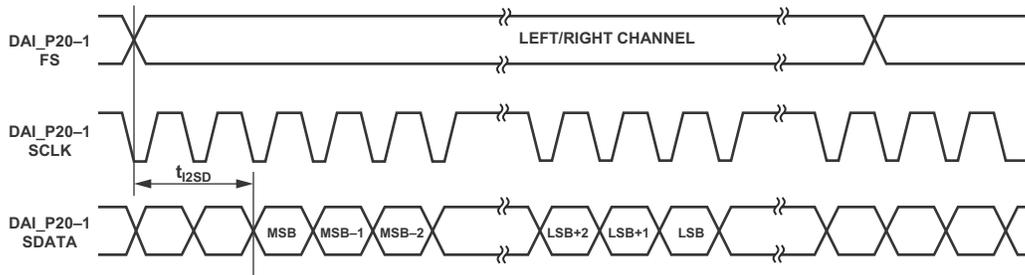 DAI_P20–1
FS
LEFT/RIGHT CHANNEL
DAI_P20–1
SCLK
tI2SD
DAI_P20–1
SDATA
MSB
MSB–1
MSB–2
LSB+2
LSB+1
LSB